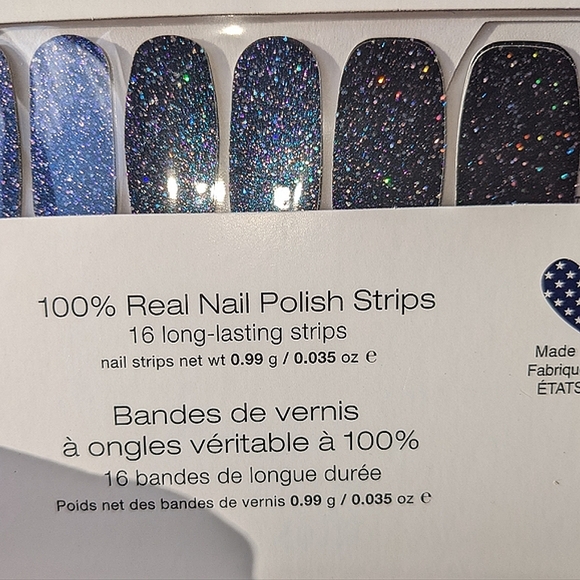 100% Real Nail Polish Strips
16 long-lasting strips
nail strips net wt 0.99 g / 0.035 oz ℮
Bandes de vernis
à ongles véritable à 100%
16 bandes de longue durée
Poids net des bandes de vernis 0.99 g / 0.035 oz ℮
Made